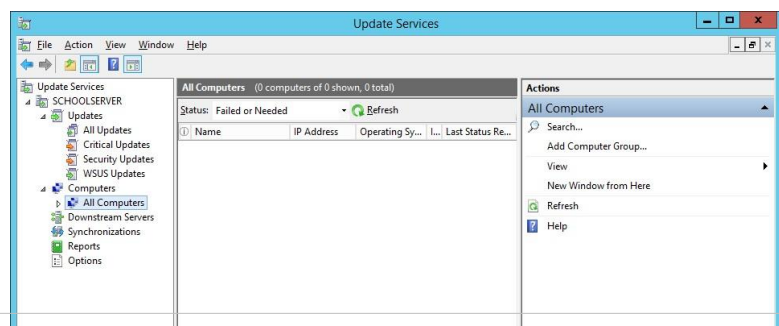 Update Services
File Action View Window Help
Update Services
SCHOOLSERVER
Updates
All Updates
Critical Updates
Security Updates
WSUS Updates
Computers
All Computers
Downstream Servers
Synchronizations
Reports
Options
All Computers (0 computers of 0 shown, 0 total)
Status: Failed or Needed Refresh
Name IP Address Operating Sy... I... Last Status Re...
Actions
All Computers
Search...
Add Computer Group...
View
New Window from Here
Refresh
Help